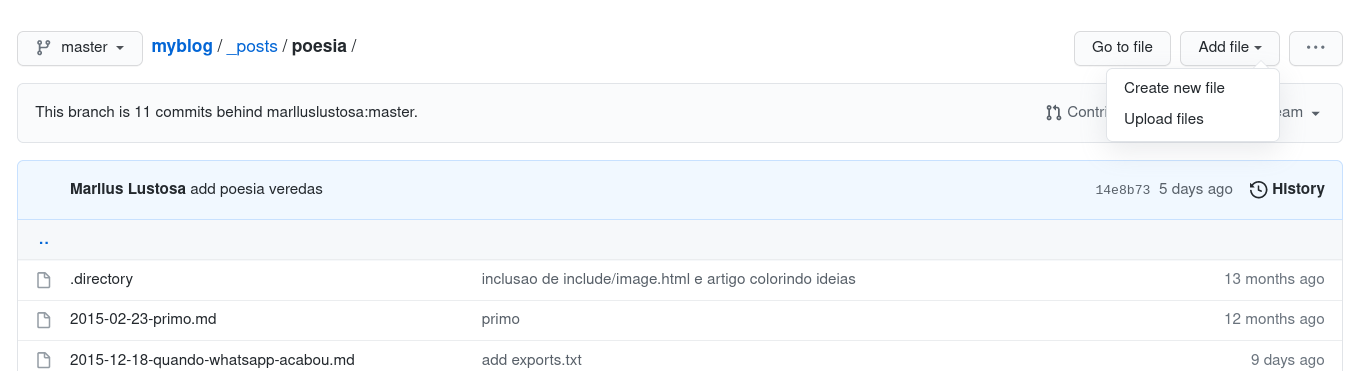 master myblog / _posts / poesia / Go to file Add file ...
Create new file
This branch is 11 commits behind marlluslustosa:master.
Upload files
Marllus Lustosa add poesia veredas 14e8b73 5 days ago History
..
.directory inclusao de include/image.html e artigo colorindo ideias 13 months ago
2015-02-23-primo.md primo 12 months ago
2015-12-18-quando-whatsapp-acabou.md add exports.txt 9 days ago